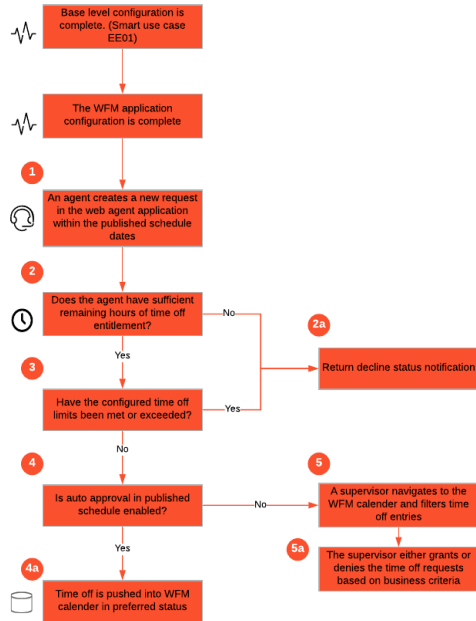 Base level configuration is
complete. (Smart use case
EE01)
The WFM application
configuration is complete
1
An agent creates a new request
in the web agent application
within the published schedule
dates
2
Does the agent have sufficient
remaining hours of time off
entitlement?
No
2a
Return decline status notification
Yes
3
Have the configured time off
limits been met or exceeded?
Yes
No
4
Is auto approval in published
schedule enabled?
No
5
A supervisor navigates to the
WFM calender and filters time
off entries
5a
The supervisor either grants or
denies the time off requests
based on business criteria
Yes
4a
Time off is pushed into WFM
calender in preferred status